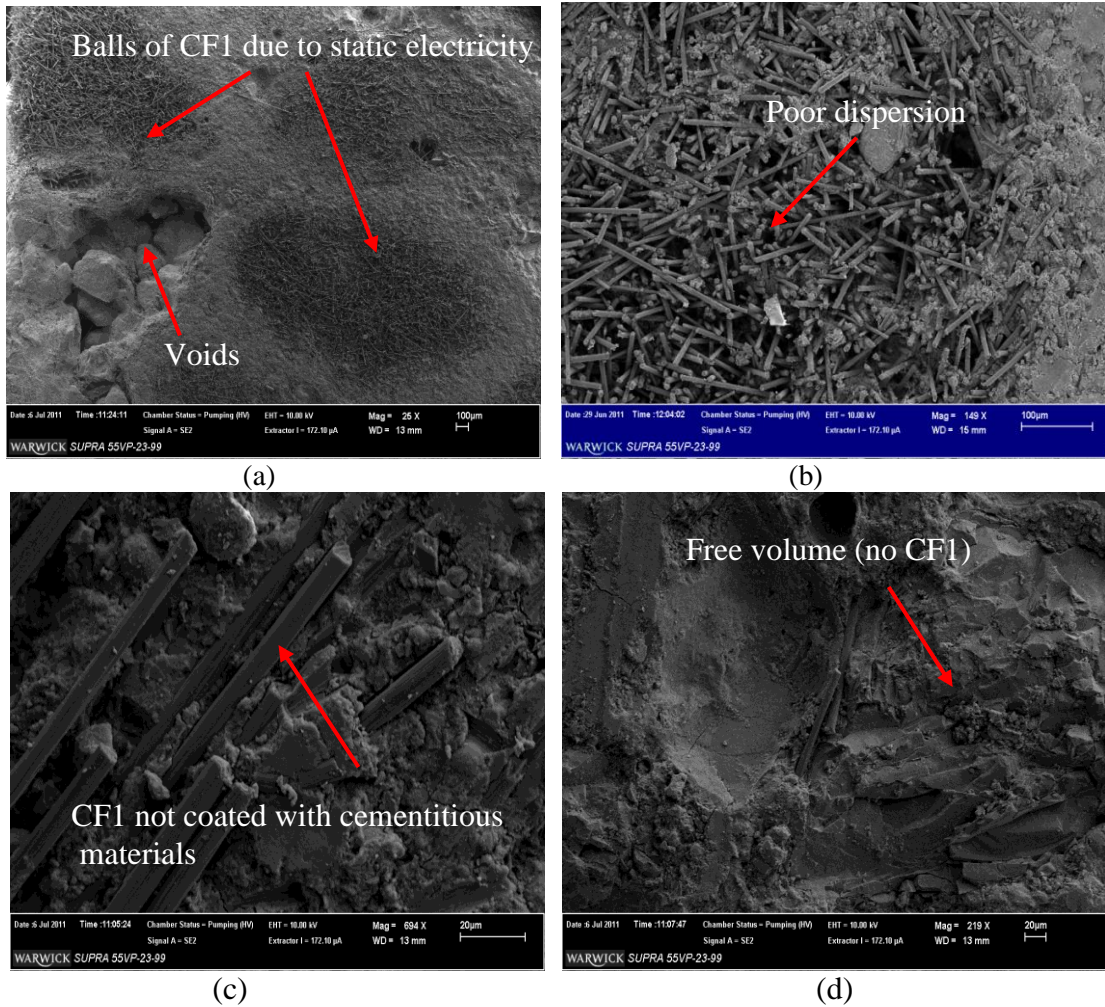 Balls of CF1 due to static electricity
Voids
Date :6 Jul 2011 Time :11:24:11 Chamber Status = Pumping (HV) EHT = 10.00 kV Mag = 25 X 100µm
Signal A = SE2 Extractor I = 172.10 µA WD = 13 mm
WARWICK SUPRA 55VP-23-99
(a)
Poor dispersion
Date :29 Jun 2011 Time :12:04:02 Chamber Status = Pumping (HV) EHT = 10.00 kV Mag = 149 X 100µm
Signal A = SE2 Extractor I = 172.10 µA WD = 15 mm
WARWICK SUPRA 55VP-23-99
(b)
CF1 not coated with cementitious
materials
Date :6 Jul 2011 Time :11:05:24 Chamber Status = Pumping (HV) EHT = 10.00 kV Mag = 694 X 20µm
Signal A = SE2 Extractor I = 172.10 µA WD = 13 mm
WARWICK SUPRA 55VP-23-99
(c)
Free volume (no CF1)
Date :6 Jul 2011 Time :11:07:47 Chamber Status = Pumping (HV) EHT = 10.00 kV Mag = 219 X 20µm
Signal A = SE2 Extractor I = 172.10 µA WD = 13 mm
WARWICK SUPRA 55VP-23-99
(d)